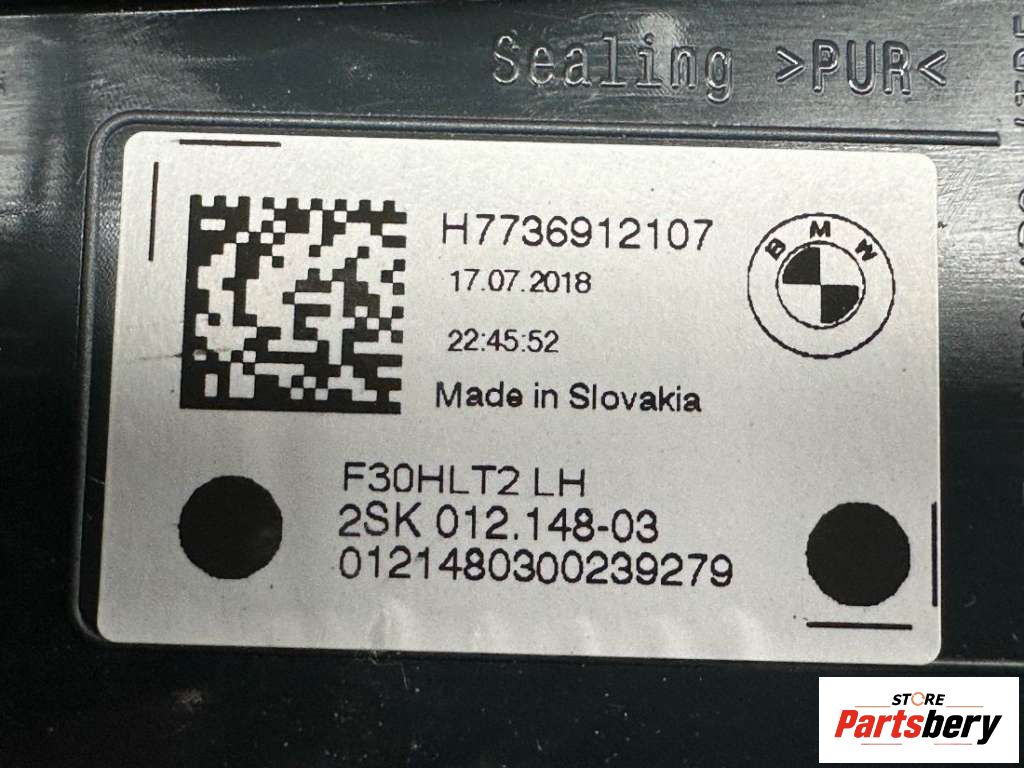 Sealing >PUR<
H7736912107
BMW
17.07.2018
22:45:52
Made in Slovakia
F30HLT2 LH
2SK 012.148-03
0121480300239279
STORE
Partsbery